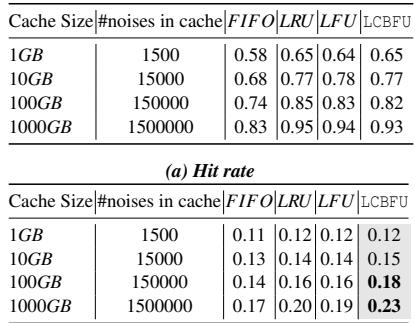 Cache Size #noises in cache FIFO LRU LFU LCBFU
1GB 1500 0.58 0.65 0.64 0.65
10GB 15000 0.68 0.77 0.78 0.77
100GB 150000 0.74 0.85 0.83 0.82
1000GB 1500000 0.83 0.95 0.94 0.93
(a) Hit rate
Cache Size #noises in cache FIFO LRU LFU LCBFU
1GB 1500 0.11 0.12 0.12 0.12
10GB 15000 0.13 0.14 0.14 0.15
100GB 150000 0.14 0.16 0.16 0.18
1000GB 1500000 0.17 0.20 0.19 0.23